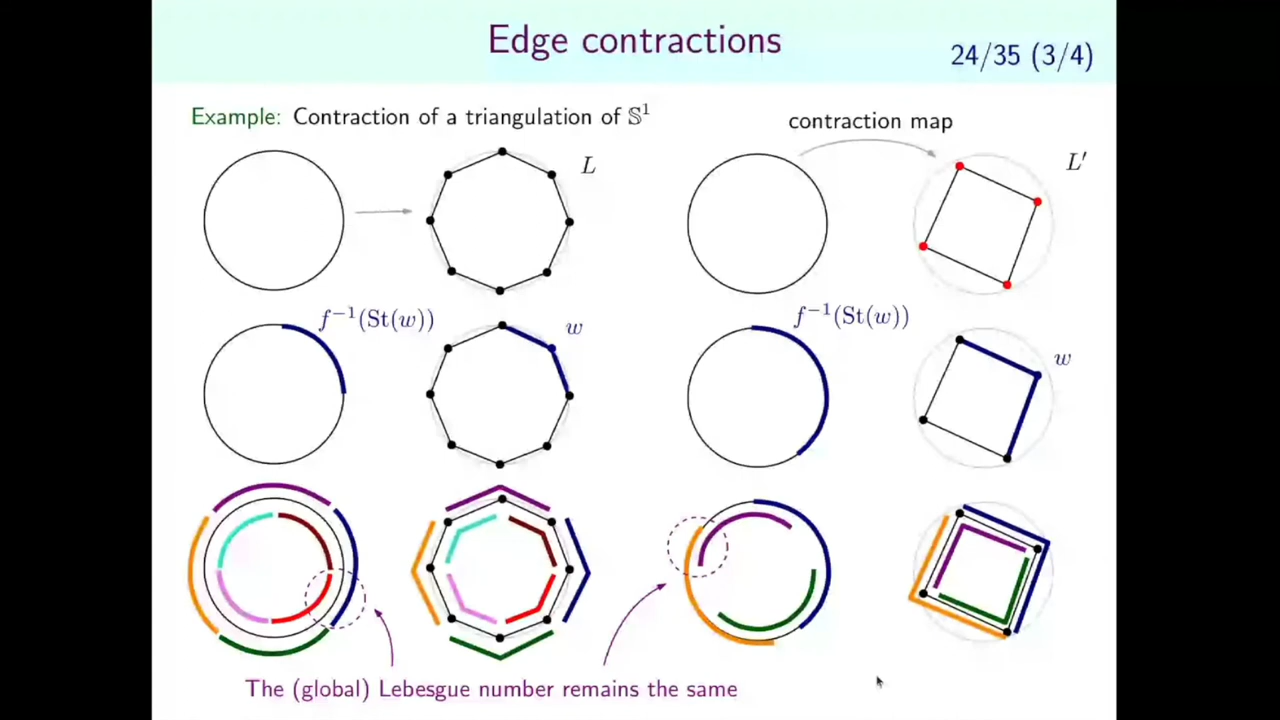 Edge contractions
24/35 (3/4)
Example: Contraction of a triangulation of 𝕊¹
contraction map
L
L′
f⁻¹(St(w))
w
f⁻¹(St(w))
w
The (global) Lebesgue number remains the same